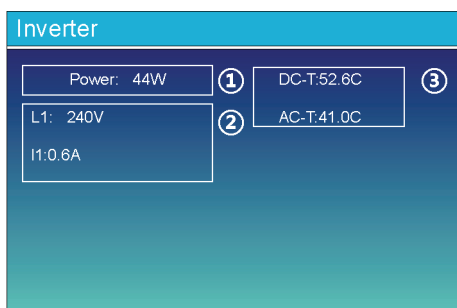 Inverter
Power: 44W
①
DC-T:52.6C
③
L1: 240V
②
AC-T:41.0C
I1:0.6A